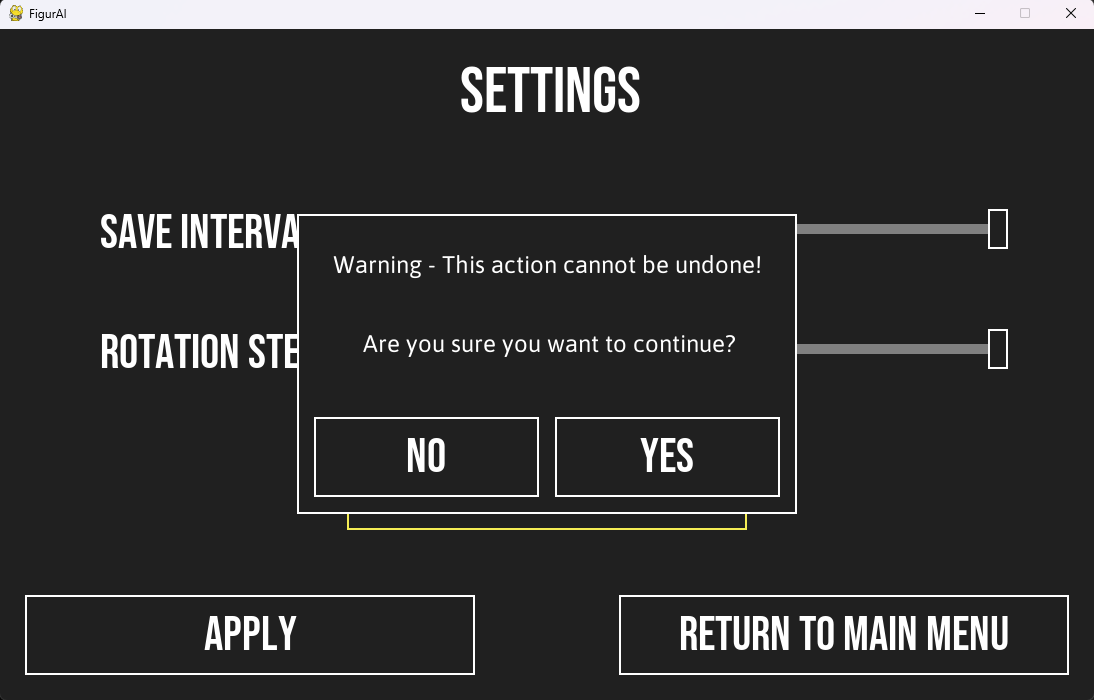 FigurAI
SETTINGS
SAVE INTERVA
Warning - This action cannot be undone!
ROTATION STE
Are you sure you want to continue?
NO
YES
APPLY
RETURN TO MAIN MENU